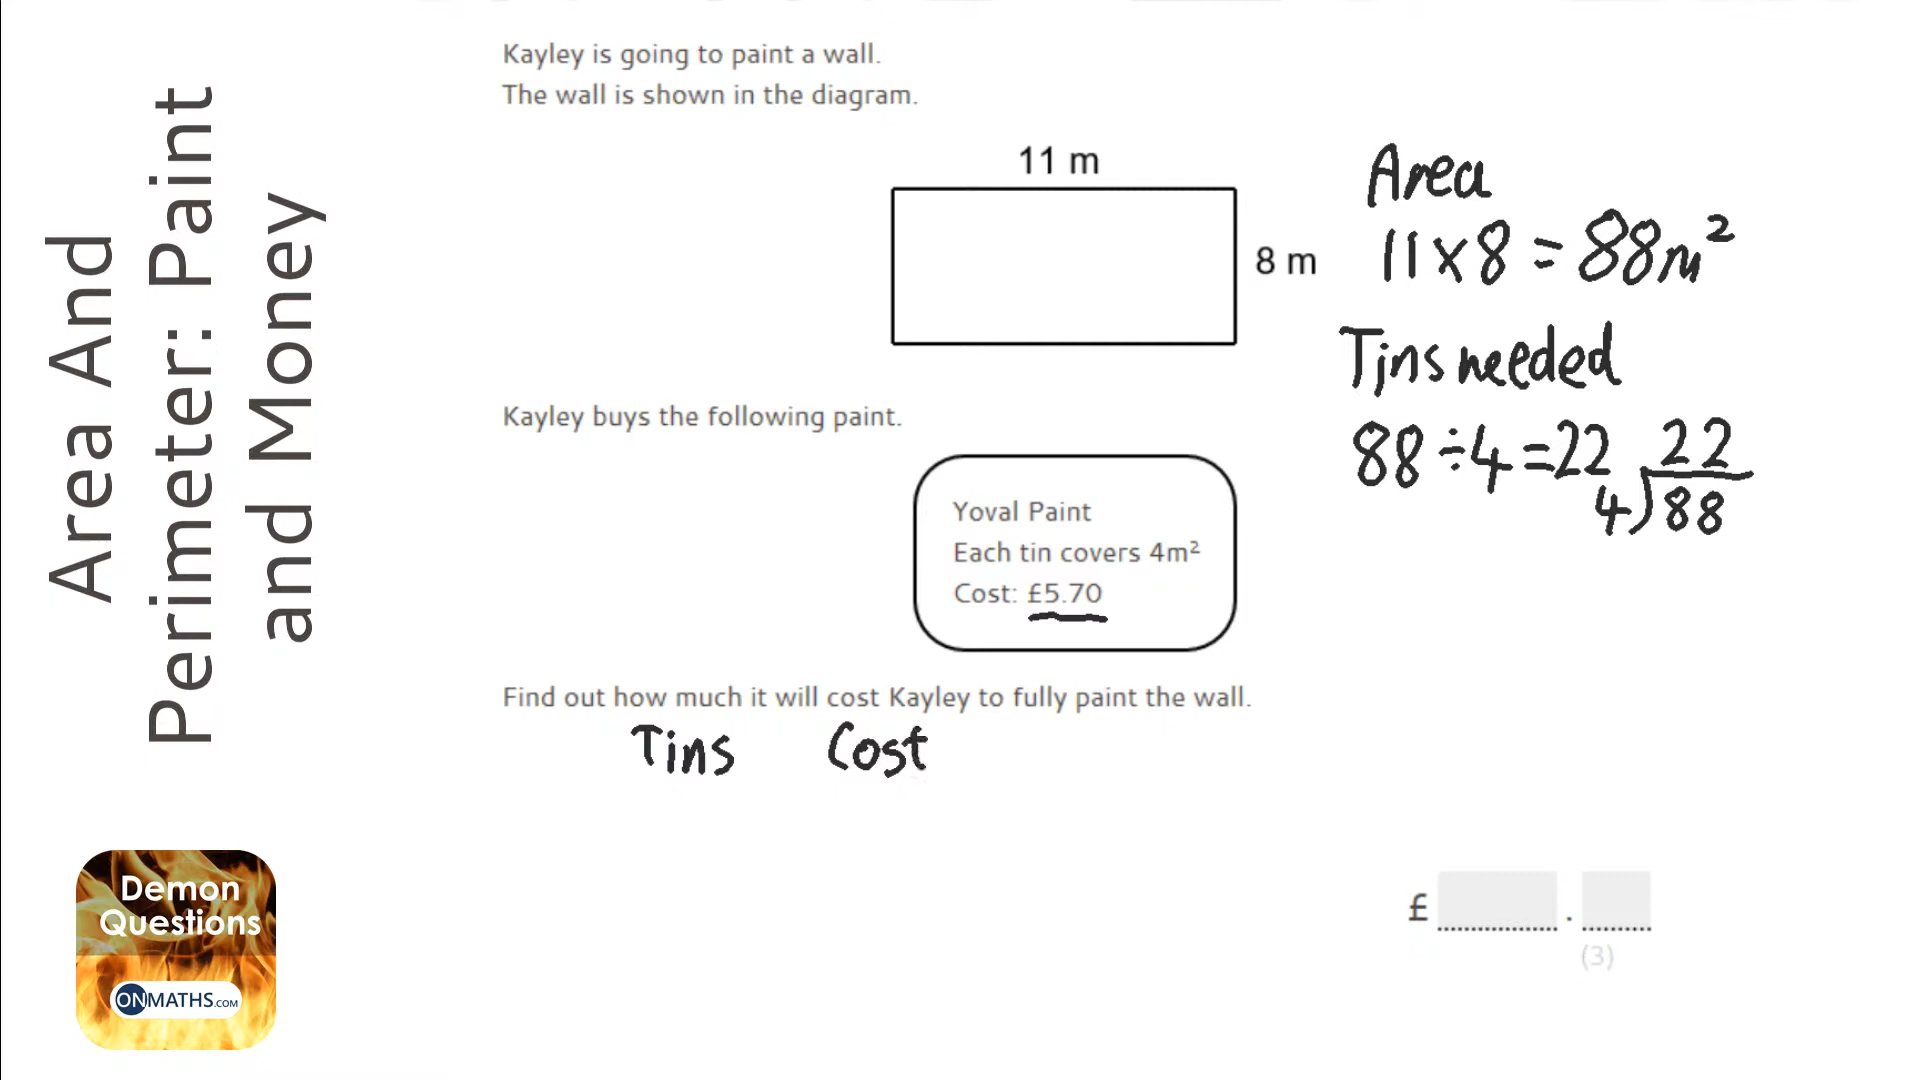 Area And
Perimeter: Paint
and Money
Kayley is going to paint a wall.
The wall is shown in the diagram.
11 m
8 m
Kayley buys the following paint.
Yoval Paint
Each tin covers 4m²
Cost: £5.70
Find out how much it will cost Kayley to fully paint the wall.
Tins Cost
Area
11 x 8 = 88m²
Tins needed
88 ÷ 4 = 22
22
4)88
£ .
(3)
Demon
Questions
ONMATHS.COM